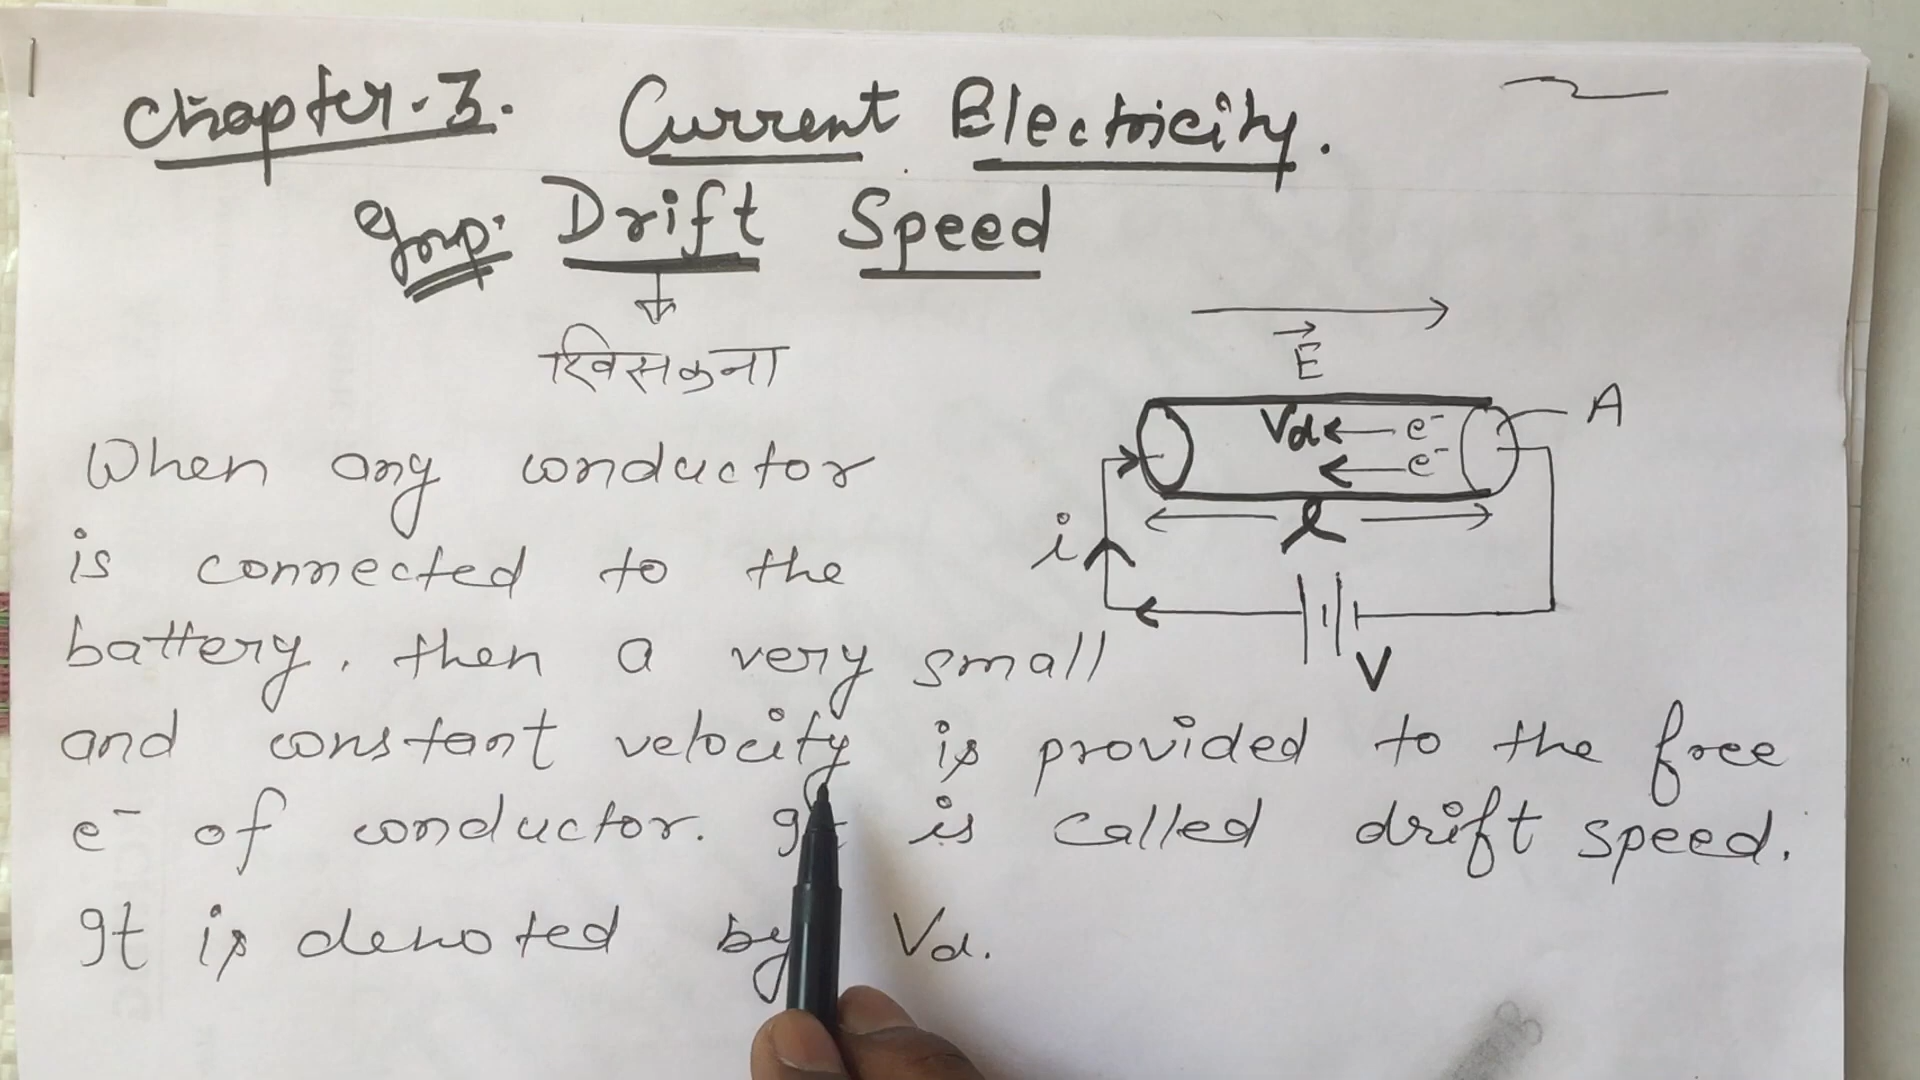 Chapter-3. Current Electricity.
Imp. Drift Speed
खिसकना
E
A
Vd e-
e-
l
i
V
When any conductor
is connected to the
battery, then a very small
and constant velocity is provided to the free
e- of conductor. It is called drift speed.
It is denoted by Vd.